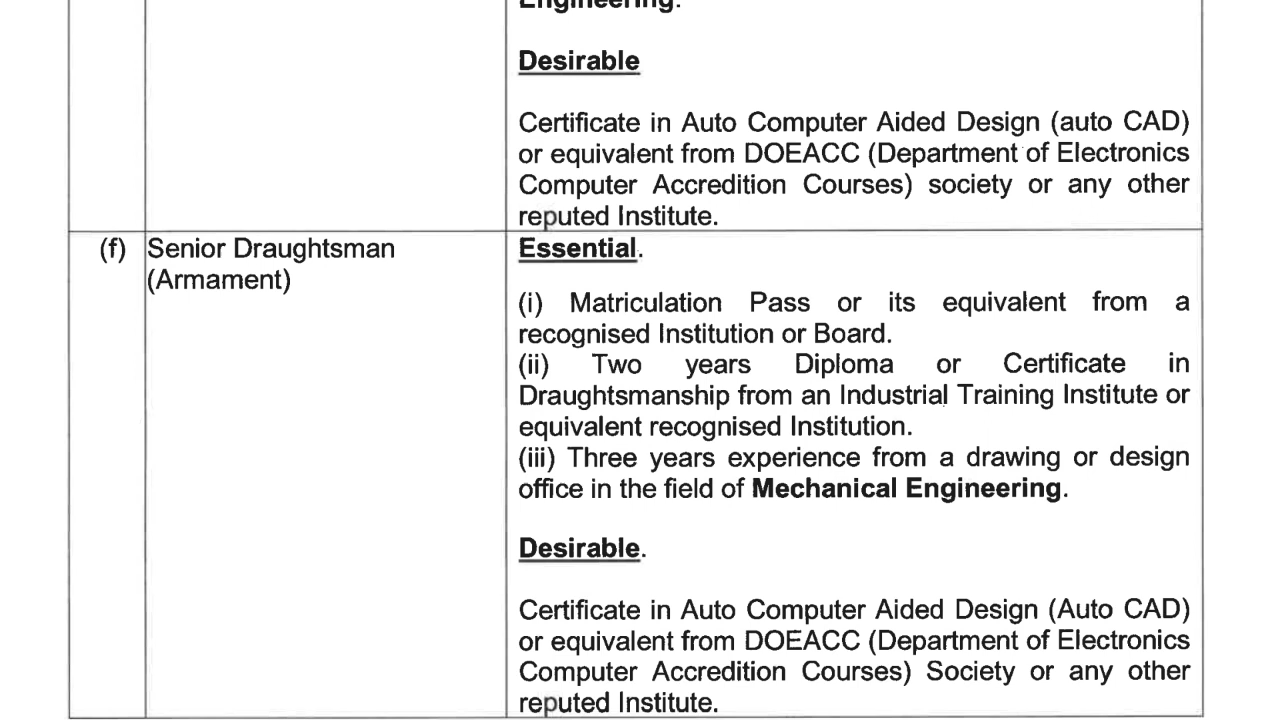 Engineering.
Desirable
Certificate in Auto Computer Aided Design (auto CAD)
or equivalent from DOEACC (Department of Electronics
Computer Accredition Courses) society or any other
reputed Institute.
(f) Senior Draughtsman
(Armament)
Essential.
(i) Matriculation Pass or its equivalent from a
recognised Institution or Board.
(ii) Two years Diploma or Certificate in
Draughtsmanship from an Industrial Training Institute or
equivalent recognised Institution.
(iii) Three years experience from a drawing or design
office in the field of Mechanical Engineering.
Desirable.
Certificate in Auto Computer Aided Design (Auto CAD)
or equivalent from DOEACC (Department of Electronics
Computer Accredition Courses) Society or any other
reputed Institute.